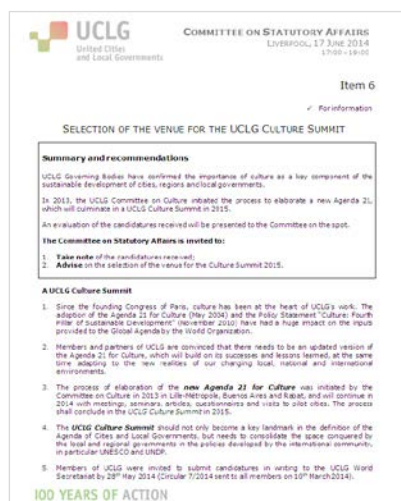 UCLG
United Cities
and Local Governments
COMMITTEE ON STATUTORY AFFAIRS
LIVERPOOL, 17 JUNE 2014
17:00 – 19:00
Item 6
✓ For information
SELECTION OF THE VENUE FOR THE UCLG CULTURE SUMMIT
Summary and recommendations
UCLG Governing Bodies have confirmed the importance of culture as a key component of the
sustainable development of cities, regions and local governments.
In 2013, the UCLG Committee on Culture initiated the process to elaborate a new Agenda 21,
which will culminate in a UCLG Culture Summit in 2015.
An evaluation of the candidatures received will be presented to the Committee on the spot.
The Committee on Statutory Affairs is invited to:
1. Take note of the candidatures received;
2. Advise on the selection of the venue for the Culture Summit 2015.
A UCLG Culture Summit
1. Since the founding Congress of Paris, culture has been at the heart of UCLG's work. The
adoption of the Agenda 21 for Culture (May 2004) and the Policy Statement "Culture: Fourth
Pillar of Sustainable Development" (November 2010) have had a huge impact on the inputs
provided to the Global Agenda by the World Organization.
2. Members and partners of UCLG are convinced that there needs to be an updated version of
the Agenda 21 for Culture, which will build on its successes and lessons learned, at the same
time adapting to the new realities of our changing local, national and international
environments.
3. The process of elaboration of the new Agenda 21 for Culture was initiated by the
Committee on Culture in 2013 in Lille-Métropole, Buenos Aires and Rabat, and will continue in
2014 with meetings, seminars, articles, questionnaires and visits to pilot cities. The process
shall conclude in the UCLG Culture Summit in 2015.
4. The UCLG Culture Summit should not only become a key landmark in the definition of the
Agenda of Cities and Local Governments, but needs to consolidate the space conquered by
the local and regional governments in the policies developed by the international community,
in particular UNESCO and UNDP.
5. Members of UCLG were invited to submit candidatures in writing to the UCLG World
Secretariat by 28th May 2014 (Circular 7/2014 sent to all members on 10th March 2014).
100 YEARS OF ACTION